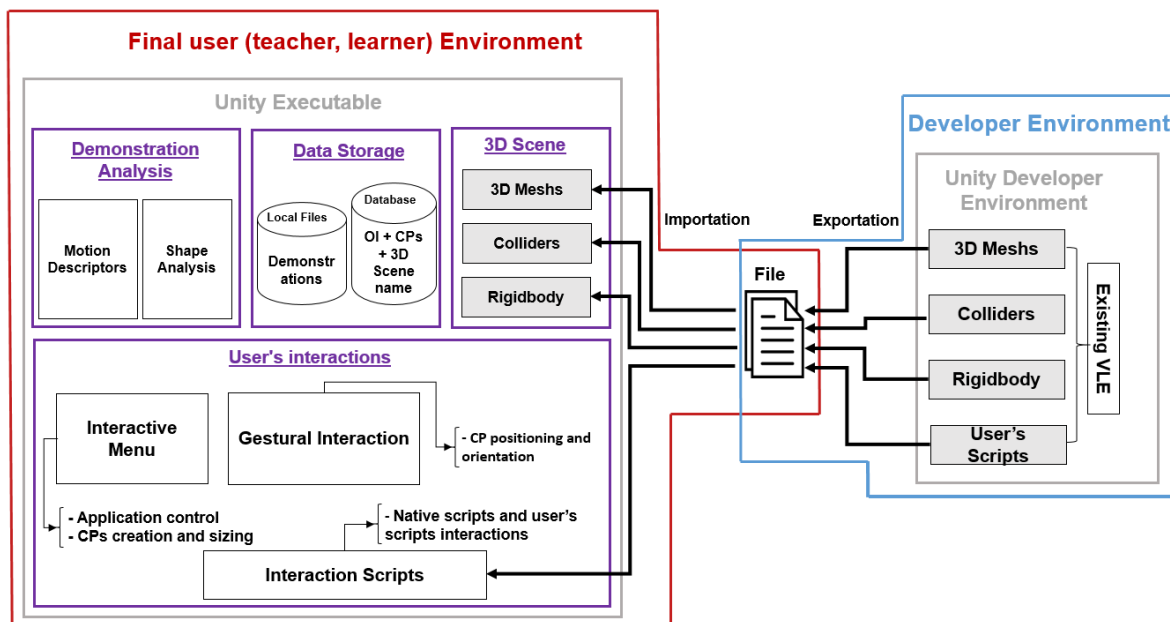 Final user (teacher, learner) Environment
Unity Executable
Demonstration
Analysis
Motion
Descriptors
Shape
Analysis
Data Storage
Local Files
Demonstr
ations
Database
OI + CPs
+ 3D
Scene
name
3D Scene
3D Meshs
Colliders
Rigidbody
User's interactions
Interactive
Menu
Gestural Interaction
- CP positioning and
orientation
- Application control
- CPs creation and sizing
- Native scripts and user's
scripts interactions
Interaction Scripts
Importation
Exportation
File
Developer Environment
Unity Developer
Environment
3D Meshs
Colliders
Rigidbody
User's
Scripts
Existing VLE